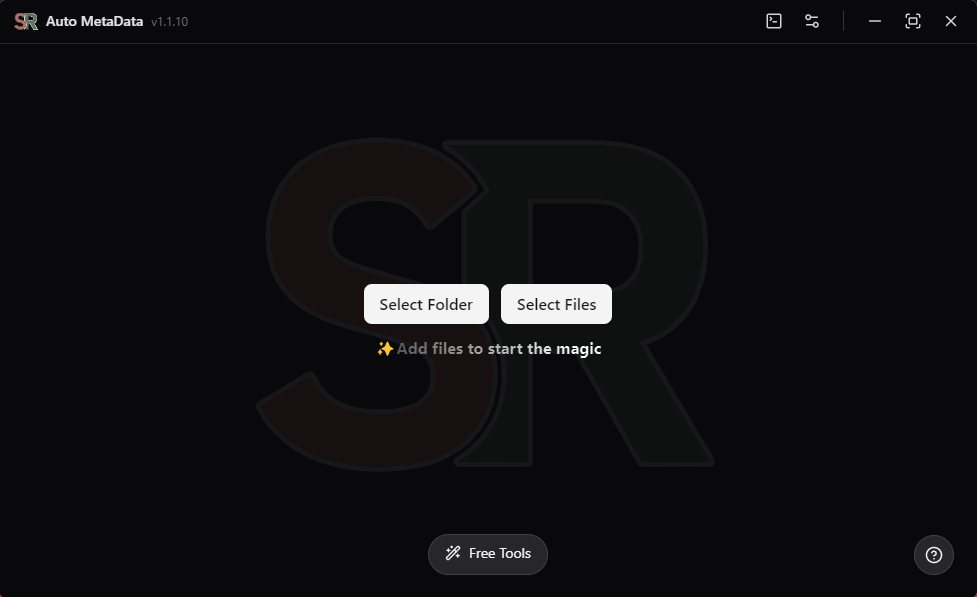 SR Auto MetaData v1.1.10
SR
Select Folder Select Files
✨Add files to start the magic
Free Tools